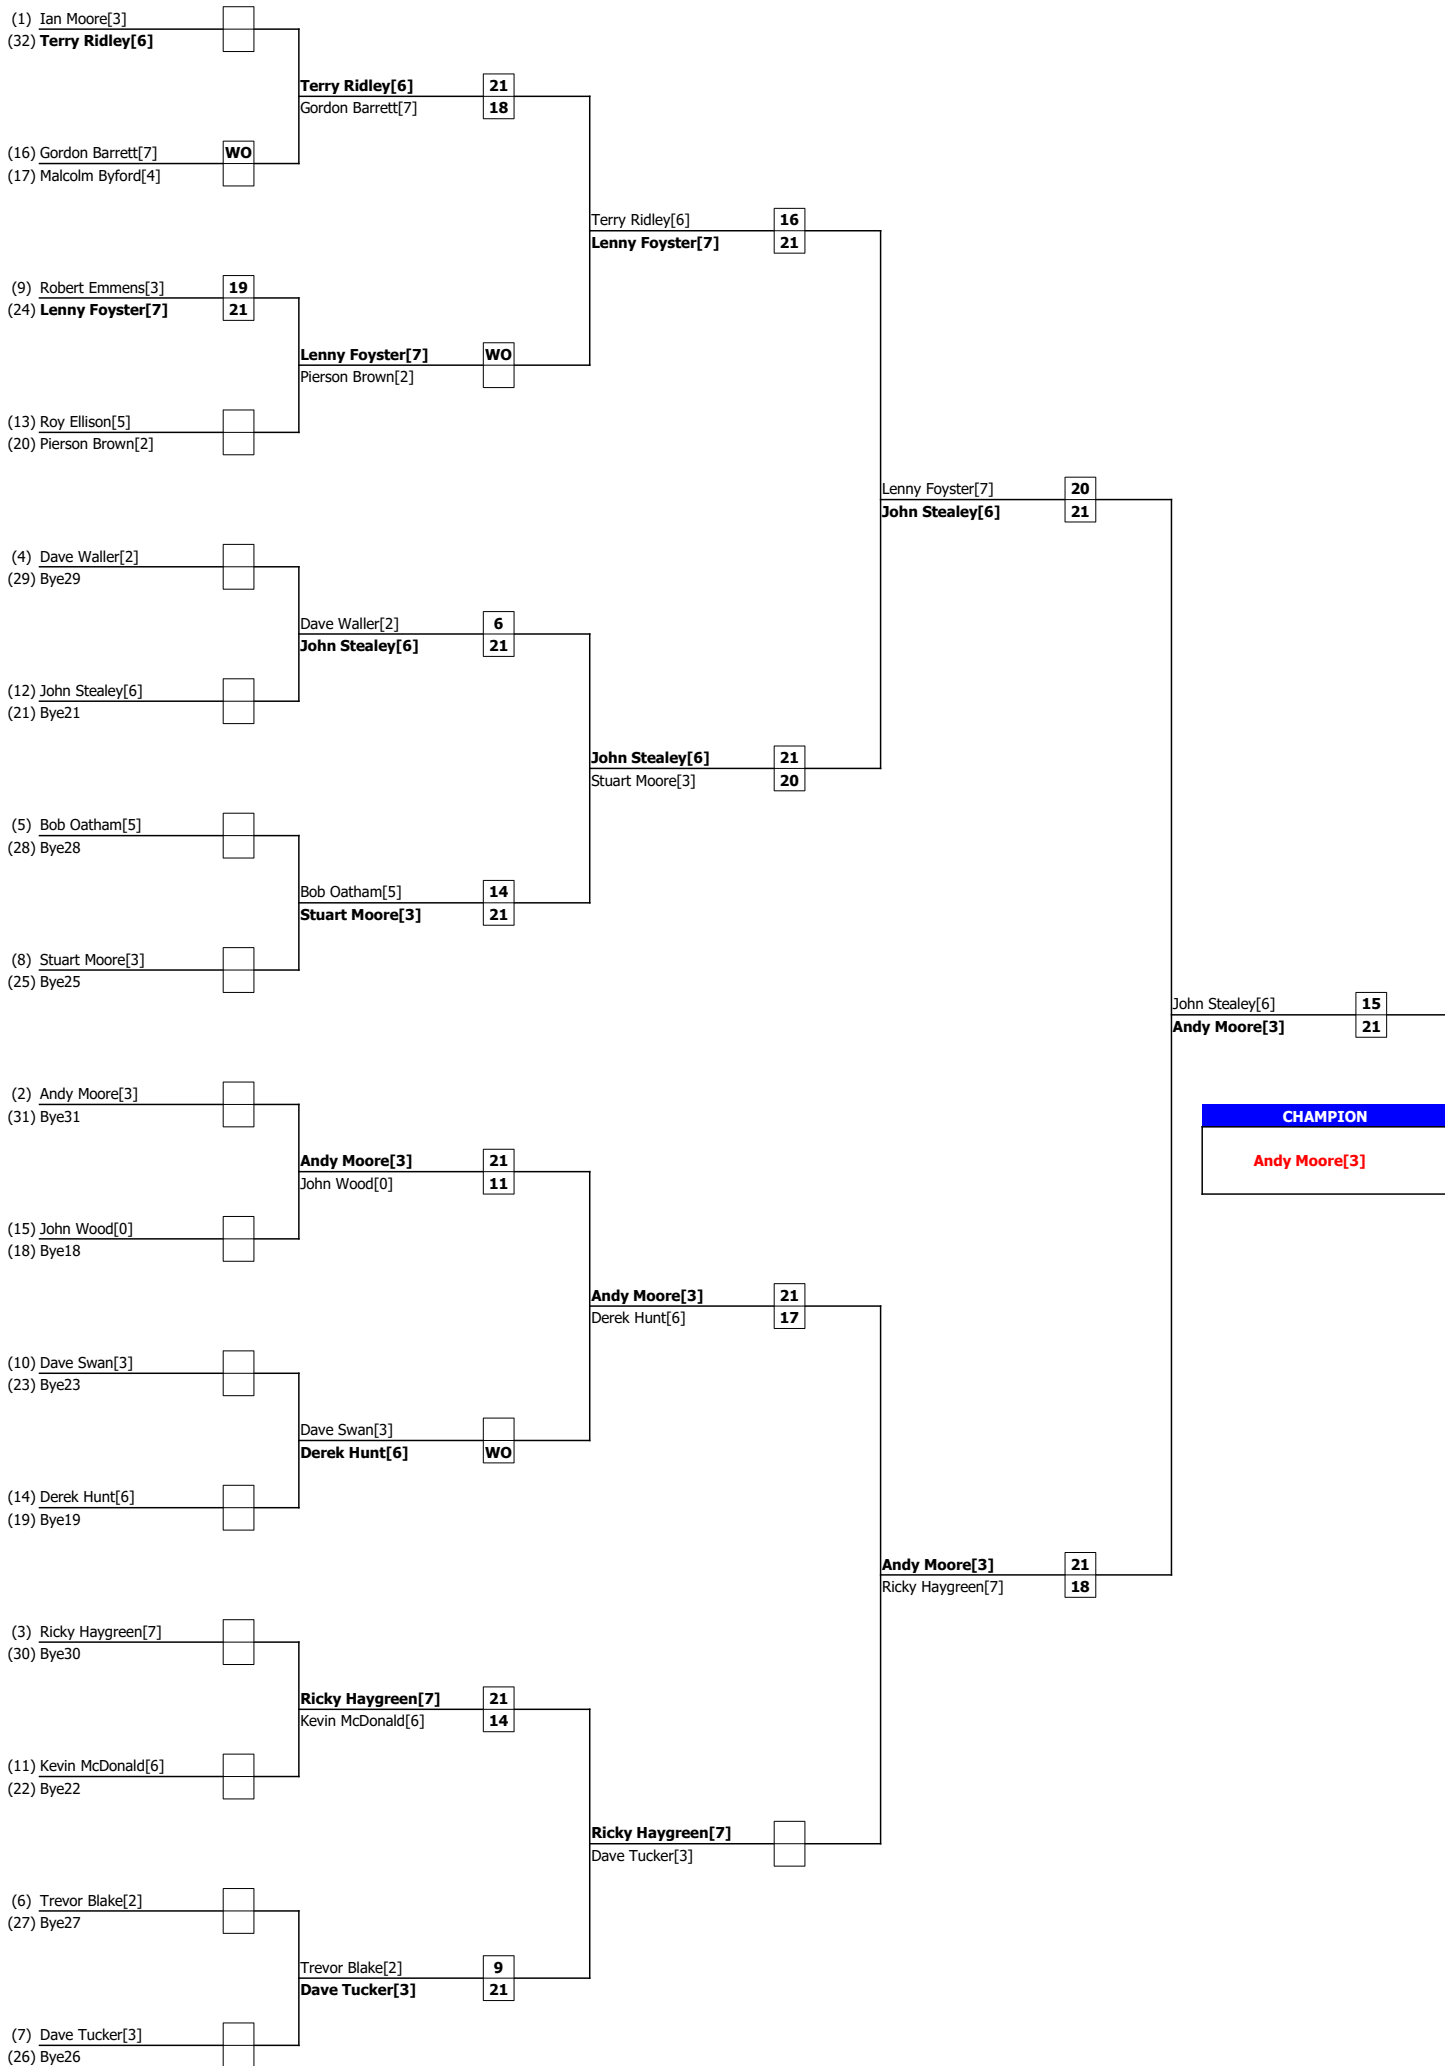 (1) Ian Moore[3]
(32) Terry Ridley[6]
Terry Ridley[6] 21
Gordon Barrett[7] 18
(16) Gordon Barrett[7] WO
(17) Malcolm Byford[4]
Terry Ridley[6] 16
Lenny Foyster[7] 21
(9) Robert Emmens[3] 19
(24) Lenny Foyster[7] 21
Lenny Foyster[7] WO
Pierson Brown[2]
(13) Roy Ellison[5]
(20) Pierson Brown[2]
Lenny Foyster[7] 20
John Stealey[6] 21
(4) Dave Waller[2]
(29) Bye29
Dave Waller[2] 6
John Stealey[6] 21
(12) John Stealey[6]
(21) Bye21
John Stealey[6] 21
Stuart Moore[3] 20
(5) Bob Oatham[5]
(28) Bye28
Bob Oatham[5] 14
Stuart Moore[3] 21
(8) Stuart Moore[3]
(25) Bye25
John Stealey[6] 15
Andy Moore[3] 21
(2) Andy Moore[3]
(31) Bye31
CHAMPION
Andy Moore[3]
Andy Moore[3] 21
John Wood[0] 11
(15) John Wood[0]
(18) Bye18
Andy Moore[3] 21
Derek Hunt[6] 17
(10) Dave Swan[3]
(23) Bye23
Dave Swan[3]
Derek Hunt[6] WO
(14) Derek Hunt[6]
(19) Bye19
Andy Moore[3] 21
Ricky Haygreen[7] 18
(3) Ricky Haygreen[7]
(30) Bye30
Ricky Haygreen[7] 21
Kevin McDonald[6] 14
(11) Kevin McDonald[6]
(22) Bye22
Ricky Haygreen[7]
Dave Tucker[3]
(6) Trevor Blake[2]
(27) Bye27
Trevor Blake[2] 9
Dave Tucker[3] 21
(7) Dave Tucker[3]
(26) Bye26